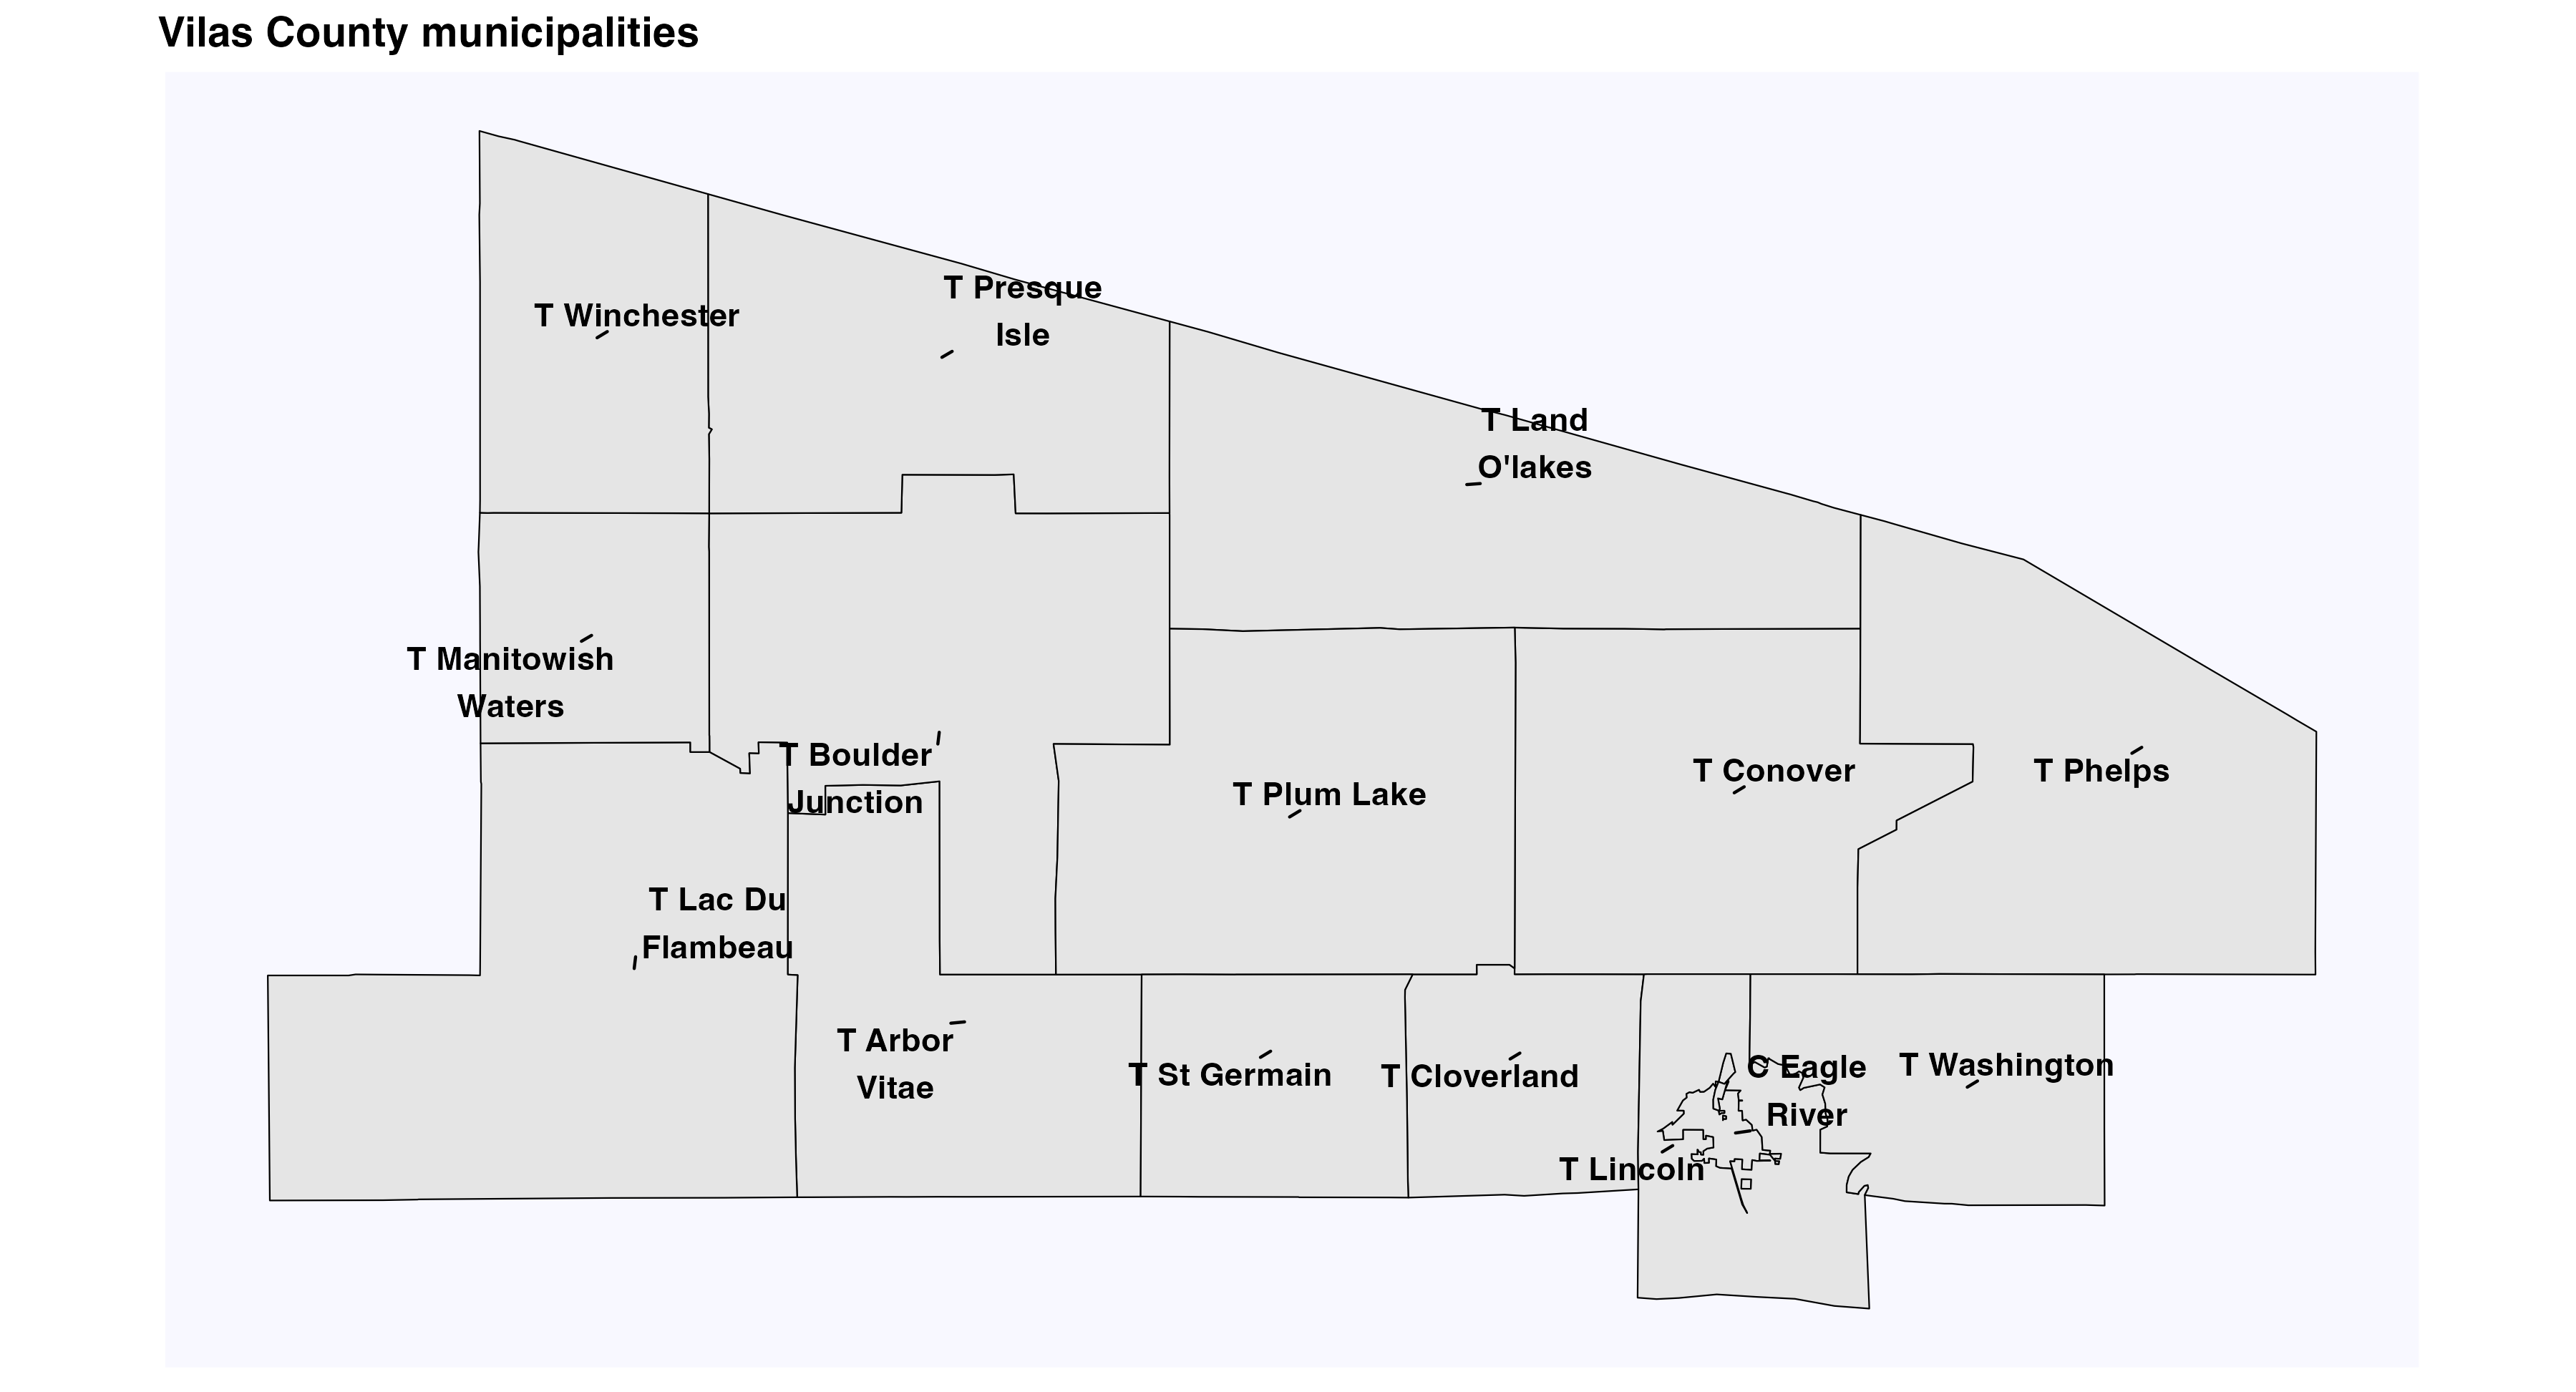 Vilas County municipalities
T Presque
Isle
T Winchester
T Land
O'lakes
T Manitowish
Waters
T Boulder
Junction
T Plum Lake
T Conover
T Phelps
T Lac Du
Flambeau
T Arbor
Vitae
T St Germain
T Cloverland
C Eagle
River
T Washington
T Lincoln